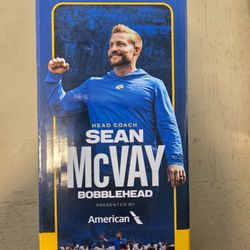 HEAD COACH
SEAN
McVAY
BOBBLEHEAD
PRESENTED BY
American